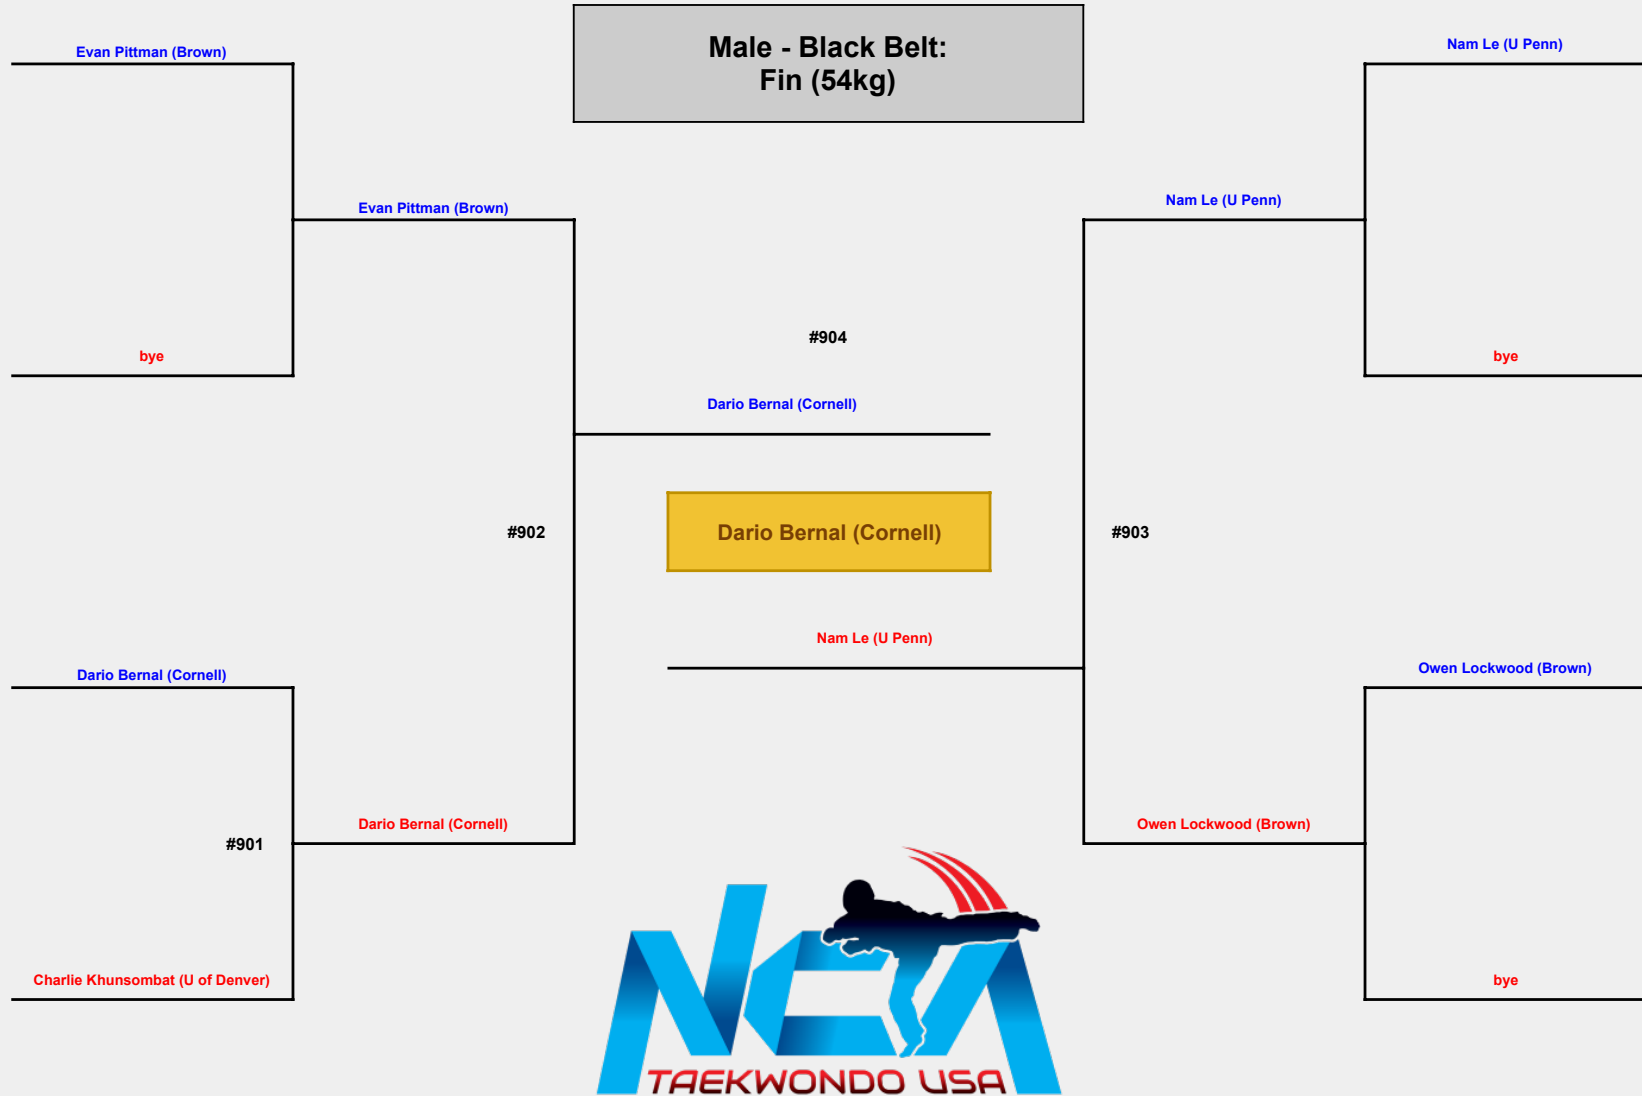 Male - Black Belt:
Fin (54kg)
Evan Pittman (Brown)
Nam Le (U Penn)
Evan Pittman (Brown)
Nam Le (U Penn)
#904
bye
bye
Dario Bernal (Cornell)
#902
Dario Bernal (Cornell)
#903
Nam Le (U Penn)
Dario Bernal (Cornell)
Owen Lockwood (Brown)
Dario Bernal (Cornell)
Owen Lockwood (Brown)
#901
Charlie Khunsombat (U of Denver)
bye
NCTA
TAEKWONDO USA